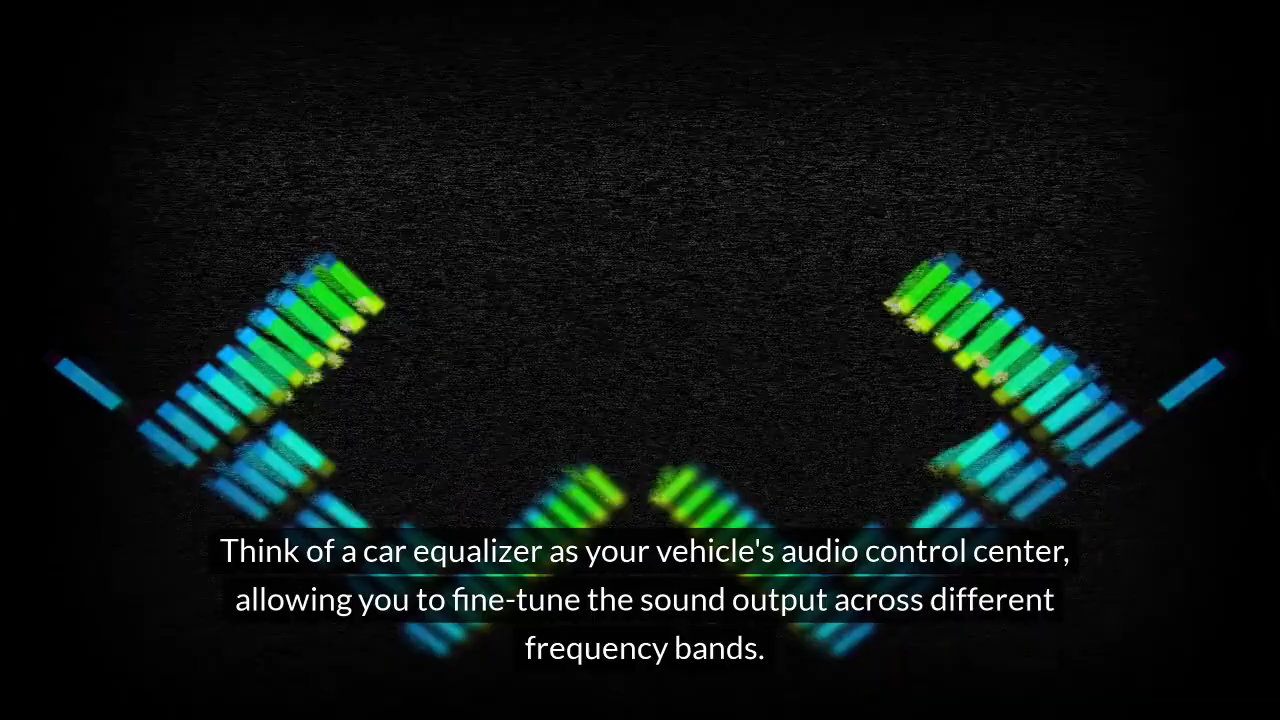 Think of a car equalizer as your vehicle's audio control center,
allowing you to fine-tune the sound output across different
frequency bands.